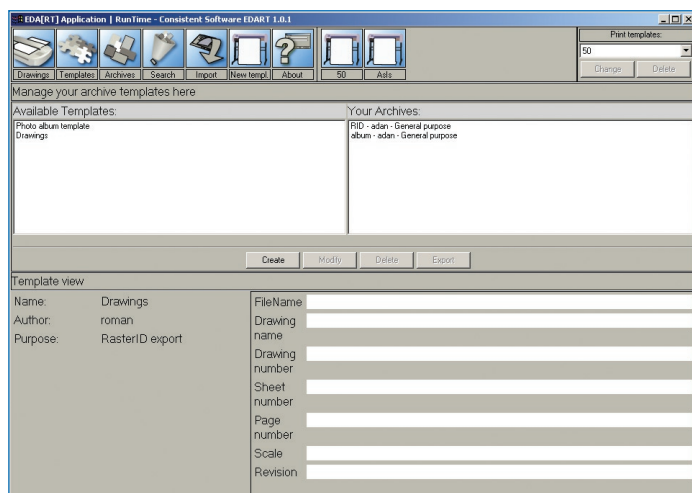 EDA[RT] Application | RunTime - Consistent Software EDART 1.0.1
Drawings Templates Archives Search Import New templ. About 50 AsIs
Print templates:
50
Change Delete
Manage your archive templates here
Available Templates: Your Archives:
Photo album template
Drawings
RID - adan - General purpose
album - adan - General purpose
Create Modify Delete Export
Template view
Name: Drawings
Author: roman
Purpose: RasterID export
FileName
Drawing
name
Drawing
number
Sheet
number
Page
number
Scale
Revision